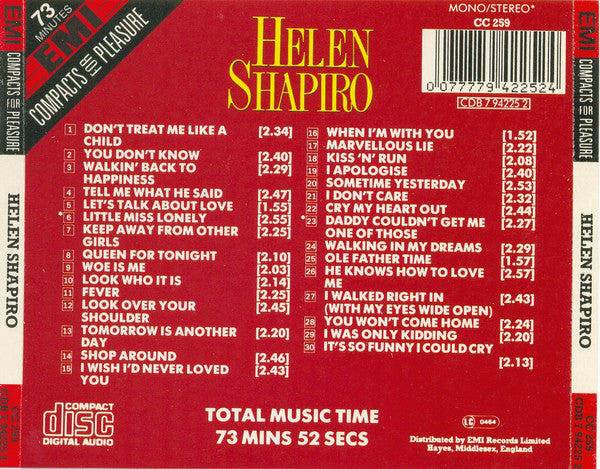 EMI
COMPACTS FOR PLEASURE
HELEN SHAPIRO
CC 259
CDB 7 94225 2
73
MINUTES
EMI
COMPACTS FOR PLEASURE
HELEN
SHAPIRO
MONO/STEREO*
CC 259
0 077779 422524
CDB 7 94225 2
1 DON'T TREAT ME LIKE A [2.34]
CHILD
2 YOU DON'T KNOW [2.40]
3 WALKIN' BACK TO [2.29]
HAPPINESS
4 TELL ME WHAT HE SAID [2.47]
5 LET'S TALK ABOUT LOVE [1.55]
* 6 LITTLE MISS LONELY [2.55]
7 KEEP AWAY FROM OTHER [2.25]
GIRLS
8 QUEEN FOR TONIGHT [2.10]
9 WOE IS ME [2.03]
10 LOOK WHO IT IS [2.14]
11 FEVER [2.25]
12 LOOK OVER YOUR [2.45]
SHOULDER
13 TOMORROW IS ANOTHER [2.20]
DAY
14 SHOP AROUND [2.46]
15 I WISH I'D NEVER LOVED [2.43]
YOU
16 WHEN I'M WITH YOU [1.52]
17 MARVELLOUS LIE [2.22]
18 KISS 'N' RUN [2.08]
19 I APOLOGISE [2.40]
20 SOMETIME YESTERDAY [2.53]
21 I DON'T CARE [2.32]
22 CRY MY HEART OUT [2.44]
* 23 DADDY COULDN'T GET ME [2.27]
ONE OF THOSE
24 WALKING IN MY DREAMS [2.29]
25 OLE FATHER TIME [1.57]
26 HE KNOWS HOW TO LOVE [2.57]
ME
27 I WALKED RIGHT IN [2.43]
(WITH MY EYES WIDE OPEN)
28 YOU WON'T COME HOME [2.24]
29 I WAS ONLY KIDDING [2.20]
30 IT'S SO FUNNY I COULD CRY
[2.13]
COMPACT
disc
DIGITAL AUDIO
TOTAL MUSIC TIME
73 MINS 52 SECS
LC 0464
Distributed by EMI Records Limited
Hayes, Middlesex, England
EMI
COMPACTS FOR PLEASURE
HELEN SHAPIRO
CC 259
CDB 7 94225 2